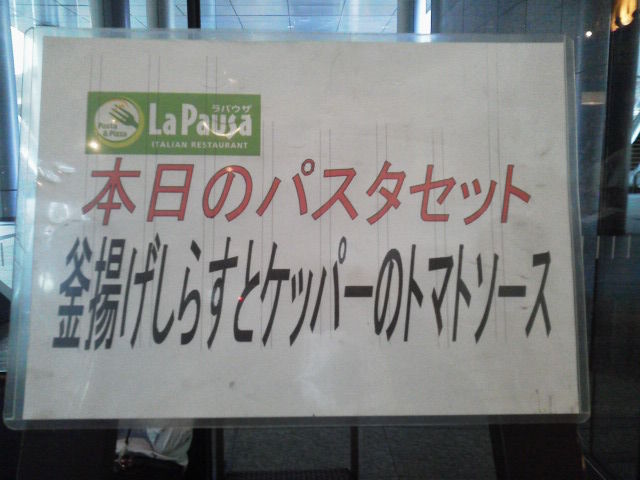 ラパウザ
La Pausa
Pasta & Pizza
ITALIAN RESTAURANT
本日のパスタセット
釜揚げしらすとケッパーのトマトソース